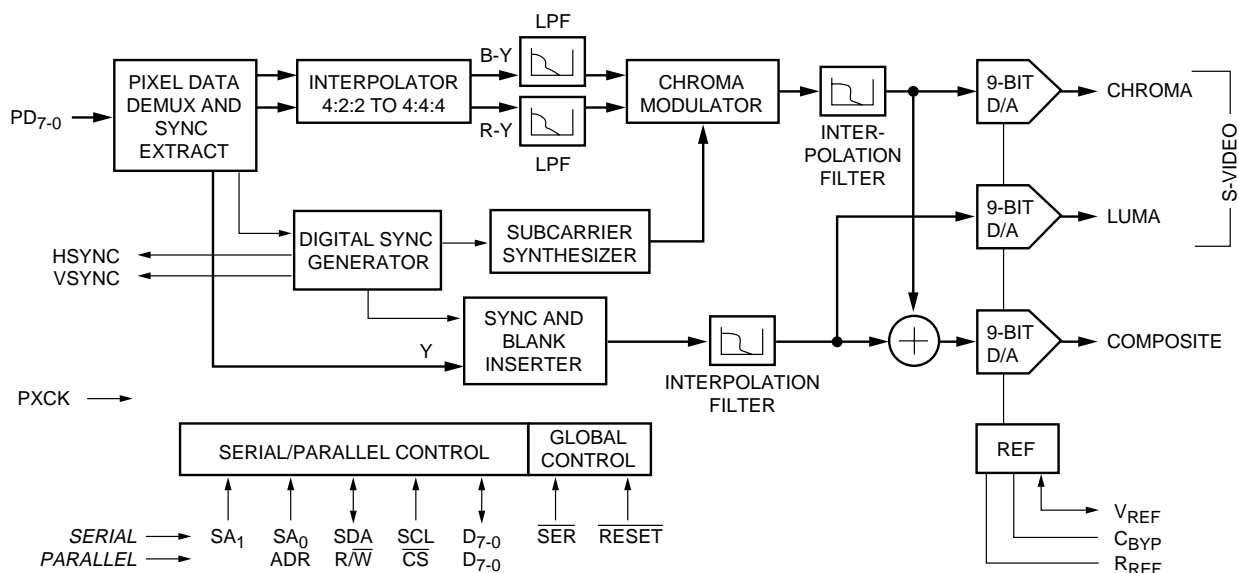 LPF
B-Y
PIXEL DATA
DEMUX AND
SYNC
EXTRACT
INTERPOLATOR
4:2:2 TO 4:4:4
CHROMA
MODULATOR
9-BIT
D/A
CHROMA
PD7-0
R-Y
LPF
INTER-
POLATION
FILTER
S-VIDEO
9-BIT
D/A
LUMA
DIGITAL SYNC
GENERATOR
SUBCARRIER
SYNTHESIZER
HSYNC
VSYNC
SYNC AND
BLANK
INSERTER
Y
9-BIT
D/A
COMPOSITE
INTERPOLATION
FILTER
PXCK
SERIAL/PARALLEL CONTROL
GLOBAL
CONTROL
REF
SERIAL
SA1
SA0
SDA
SCL
D7-0
SER
RESET
PARALLEL
ADR
R/W
CS
D7-0
VREF
CBYP
RREF